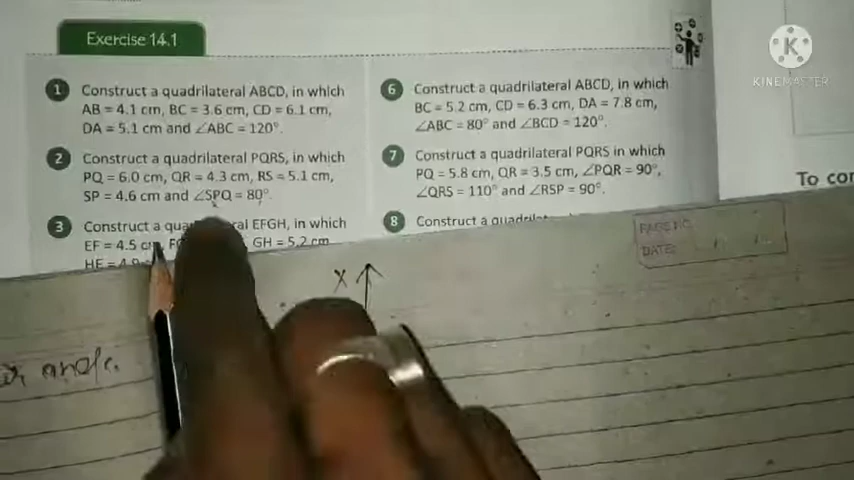 Exercise 14.1
1 Construct a quadrilateral ABCD, in which
AB = 4.1 cm, BC = 3.6 cm, CD = 6.1 cm,
DA = 5.1 cm and ∠ABC = 120°.
2 Construct a quadrilateral PQRS, in which
PQ = 6.0 cm, QR = 4.3 cm, RS = 5.1 cm,
SP = 4.6 cm and ∠SPQ = 80°.
3 Construct a EFGH, in which
EF = 4.5 GH = 5.2 cm
HE =
6 Construct a quadrilateral ABCD, in which
BC = 5.2 cm, CD = 6.3 cm, DA = 7.8 cm,
∠ABC = 80° and ∠BCD = 120°.
7 Construct a quadrilateral PQRS in which
PQ = 5.8 cm, QR = 3.5 cm, ∠PQR = 90°,
∠QRS = 110° and ∠RSP = 90°.
8 Construct a
To
K
KINEMASTER
PAGE NO.
DATE:
X
angle.